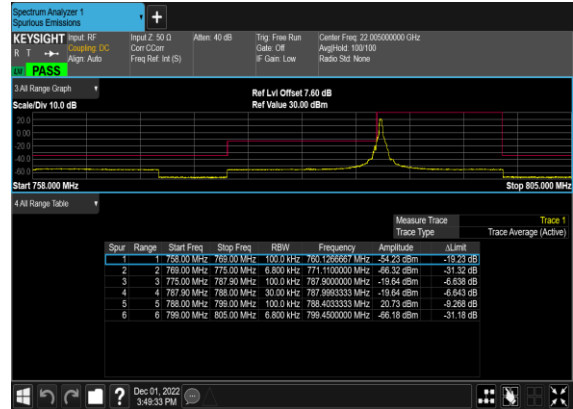 Spectrum Analyzer 1
Spurious Emissions
KEYSIGHT Input: RF Input Z: 50 Ω Atten: 40 dB Trig: Free Run Center Freq: 22.005000000 GHz
R T Coupling: DC Corr CCorr Gate: Off Avg|Hold: 100/100
Align: Auto Freq Ref: Int (S) IF Gain: Low Radio Std: None
PASS
3 All Range Graph
Ref Lvl Offset 7.60 dB
Scale/Div 10.0 dB Ref Value 30.00 dBm
20.0
0.00
-20.0
-40.0
-60.0
Start 758.000 MHz Stop 805.000 MHz
4 All Range Table
Measure Trace Trace 1
Trace Type Trace Average (Active)
Spur Range Start Freq Stop Freq RBW Frequency Amplitude ΔLimit
1 1 758.00 MHz 769.00 MHz 100.0 kHz 760.1266667 MHz -54.23 dBm -19.23 dB
2 2 769.00 MHz 775.00 MHz 6.800 kHz 771.1100000 MHz -66.32 dBm -31.32 dB
3 3 775.00 MHz 787.90 MHz 100.0 kHz 787.9000000 MHz -19.64 dBm -6.638 dB
4 4 787.90 MHz 788.00 MHz 30.00 kHz 787.9993333 MHz -19.64 dBm -6.643 dB
5 5 788.00 MHz 799.00 MHz 100.0 kHz 788.4033333 MHz 20.73 dBm -9.268 dB
6 6 799.00 MHz 805.00 MHz 6.800 kHz 799.4500000 MHz -66.18 dBm -31.18 dB
? Dec 01, 2022
3:49:33 PM